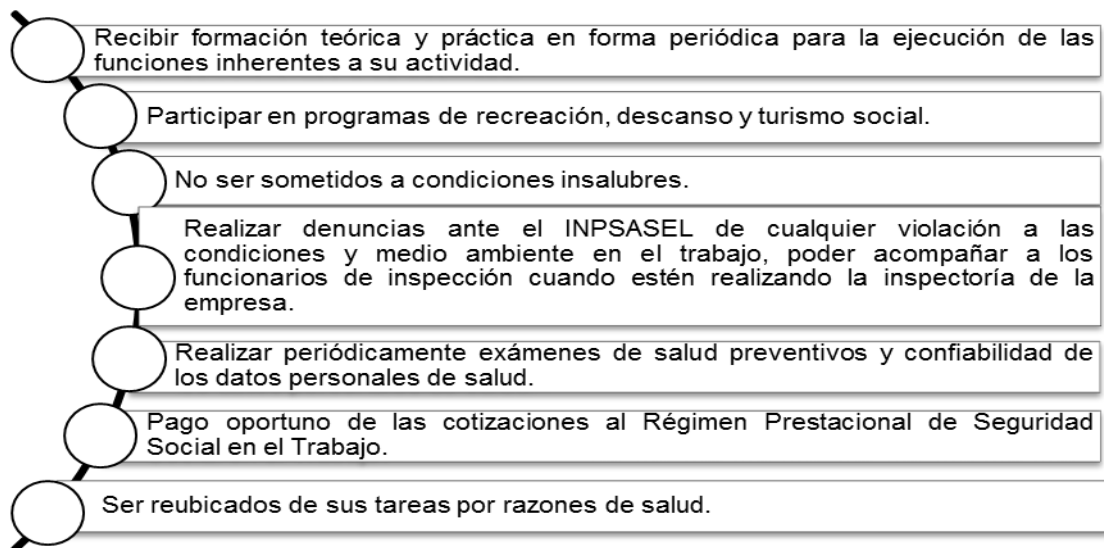 Recibir formación teórica y práctica en forma periódica para la ejecución de las
funciones inherentes a su actividad.
Participar en programas de recreación, descanso y turismo social.
No ser sometidos a condiciones insalubres.
Realizar denuncias ante el INPSASEL de cualquier violación a las
condiciones y medio ambiente en el trabajo, poder acompañar a los
funcionarios de inspección cuando estén realizando la inspectoría de la
empresa.
Realizar periódicamente exámenes de salud preventivos y confiabilidad de
los datos personales de salud.
Pago oportuno de las cotizaciones al Régimen Prestacional de Seguridad
Social en el Trabajo.
Ser reubicados de sus tareas por razones de salud.